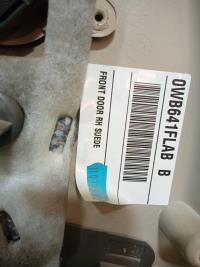 0WB641FLAB B
FRONT DOOR RH SUEDE